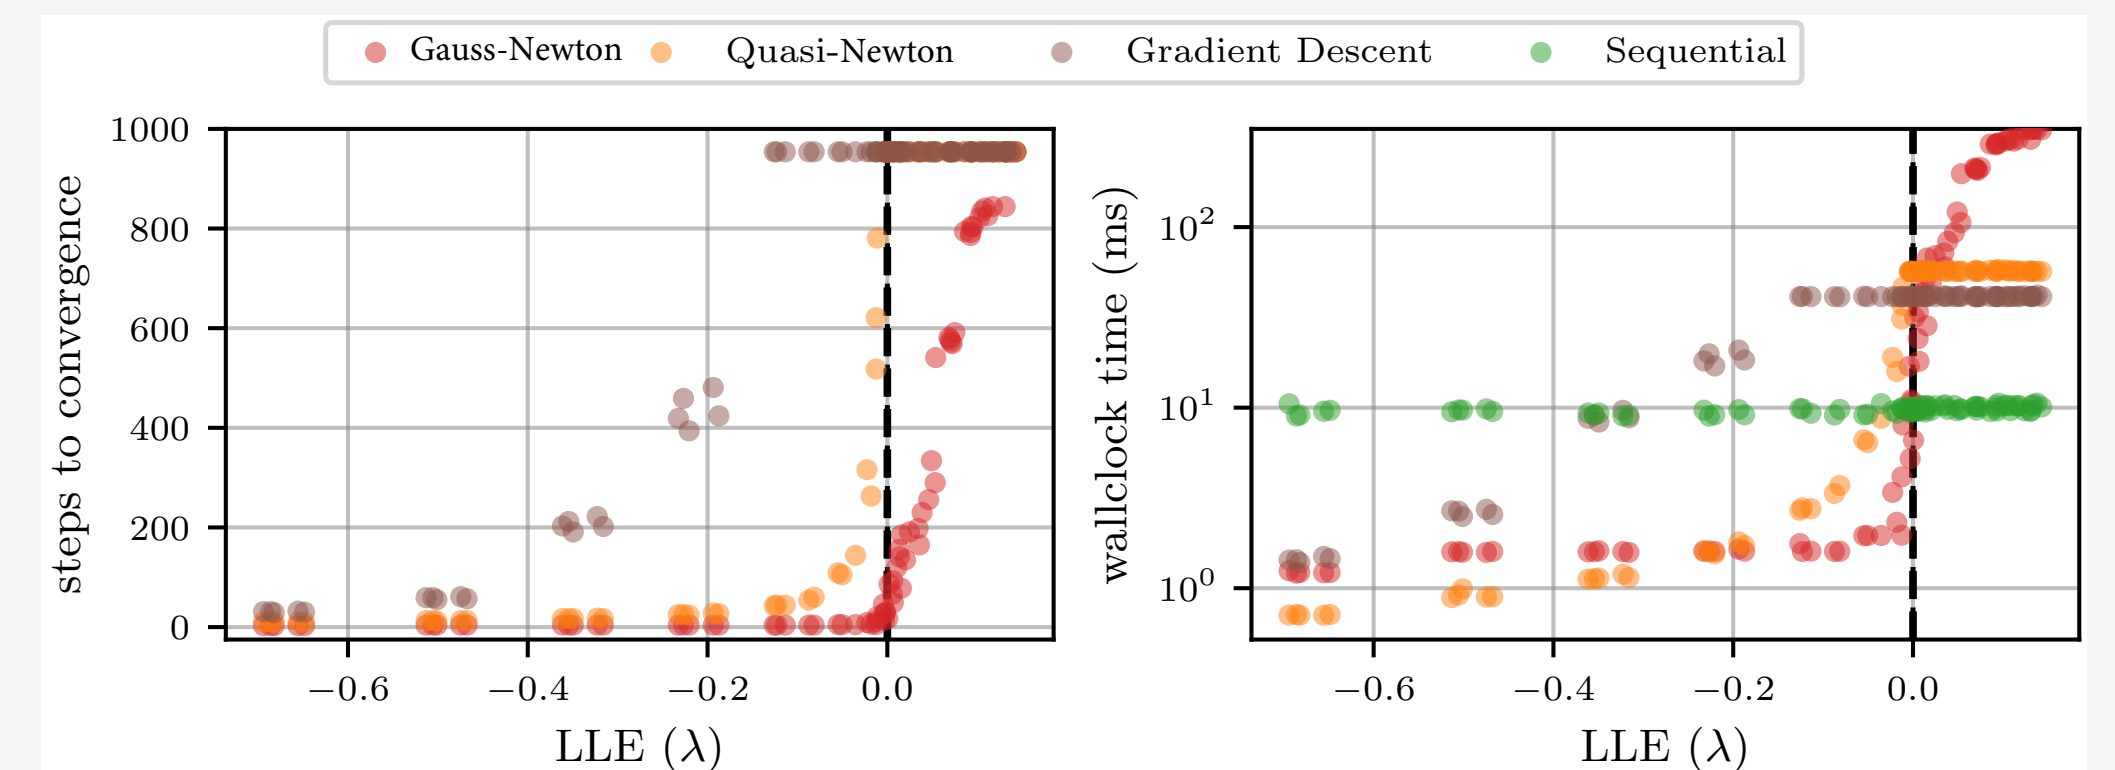 Gauss-Newton Quasi-Newton Gradient Descent Sequential
steps to convergence
1000
800
600
400
200
0
−0.6 −0.4 −0.2 0.0
LLE (λ)
wallclock time (ms)
10²
10¹
10⁰
−0.6 −0.4 −0.2 0.0
LLE (λ)